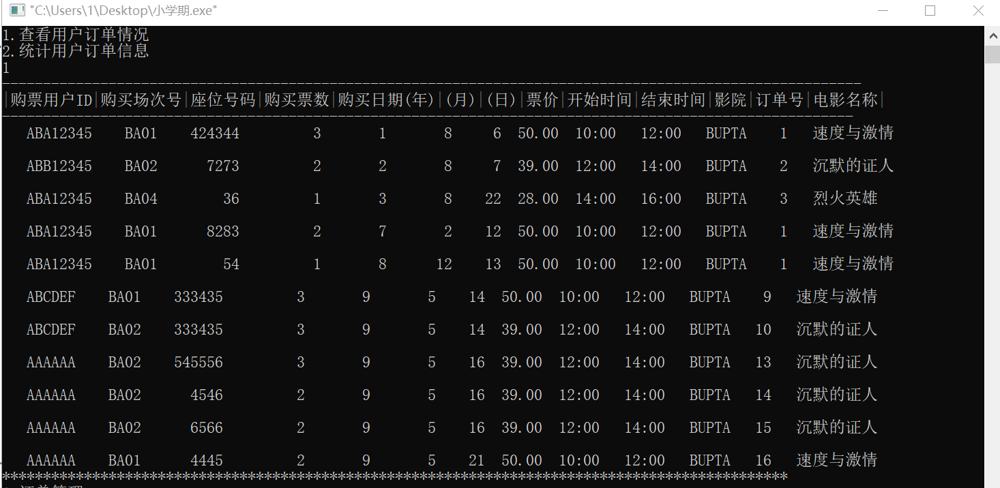 "C:\Users\1\Desktop\小学期.exe"
1.查看用户订单情况
2.统计用户订单信息
1
---------------------------------------------------------------------------------------------------------
|购票用户ID|购买场次号|座位号码|购买票数|购买日期(年)|(月)|(日)|票价|开始时间|结束时间|影院|订单号|电影名称|
--------------------------------------------------------------------------------------------------------
ABA12345 BA01 424344 3 1 8 6 50.00 10:00 12:00 BUPTA 1 速度与激情
ABB12345 BA02 7273 2 2 8 7 39.00 12:00 14:00 BUPTA 2 沉默的证人
ABA12345 BA04 36 1 3 8 22 28.00 14:00 16:00 BUPTA 3 烈火英雄
ABA12345 BA01 8283 2 7 2 12 50.00 10:00 12:00 BUPTA 1 速度与激情
ABA12345 BA01 54 1 8 12 13 50.00 10:00 12:00 BUPTA 1 速度与激情
ABCDEF BA01 333435 3 9 5 14 50.00 10:00 12:00 BUPTA 9 速度与激情
ABCDEF BA02 333435 3 9 5 14 39.00 12:00 14:00 BUPTA 10 沉默的证人
AAAAAA BA02 545556 3 9 5 16 39.00 12:00 14:00 BUPTA 13 沉默的证人
AAAAAA BA02 4546 2 9 5 16 39.00 12:00 14:00 BUPTA 14 沉默的证人
AAAAAA BA02 6566 2 9 5 16 39.00 12:00 14:00 BUPTA 15 沉默的证人
AAAAAA BA01 4445 2 9 5 21 50.00 10:00 12:00 BUPTA 16 速度与激情
************************************************************************************************